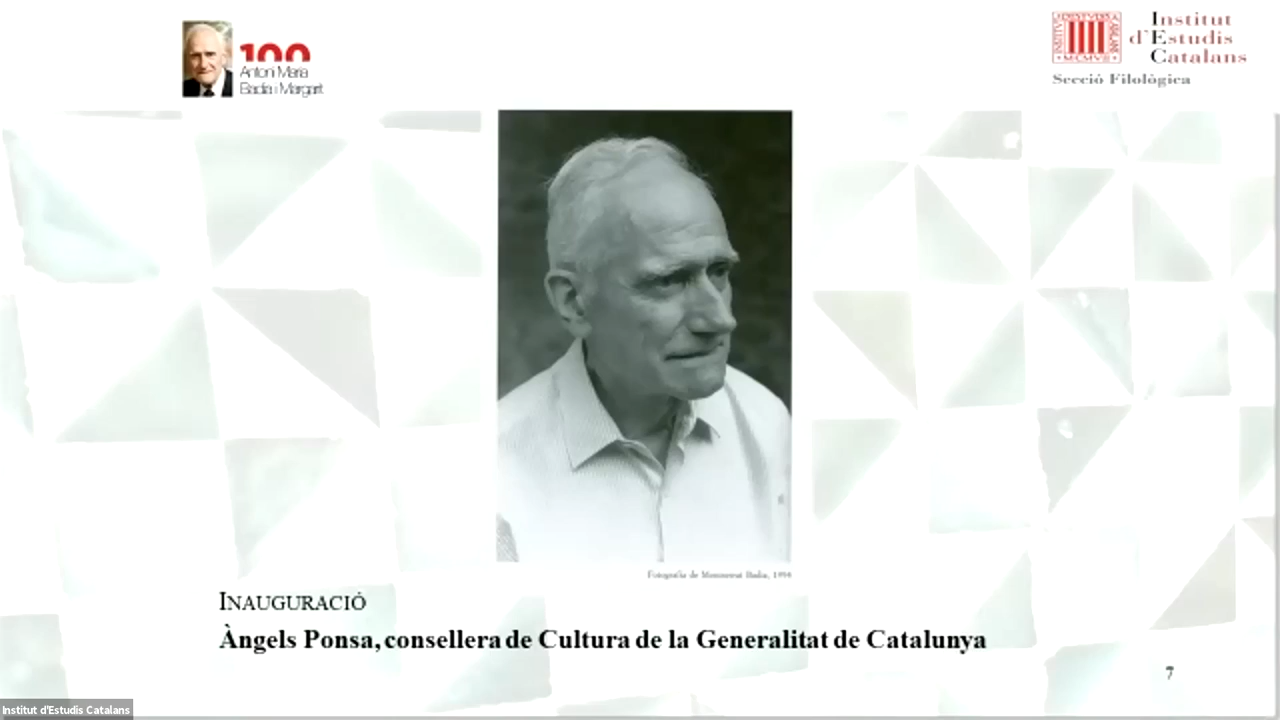 100
Antoni Maria
Badia i Margarit
Institut
d'Estudis
Catalans
Secció Filològica
Fotografia de Montserrat Badia, 1994
INAUGURACIÓ
Àngels Ponsa, consellera de Cultura de la Generalitat de Catalunya
7
Institut d'Estudis Catalans